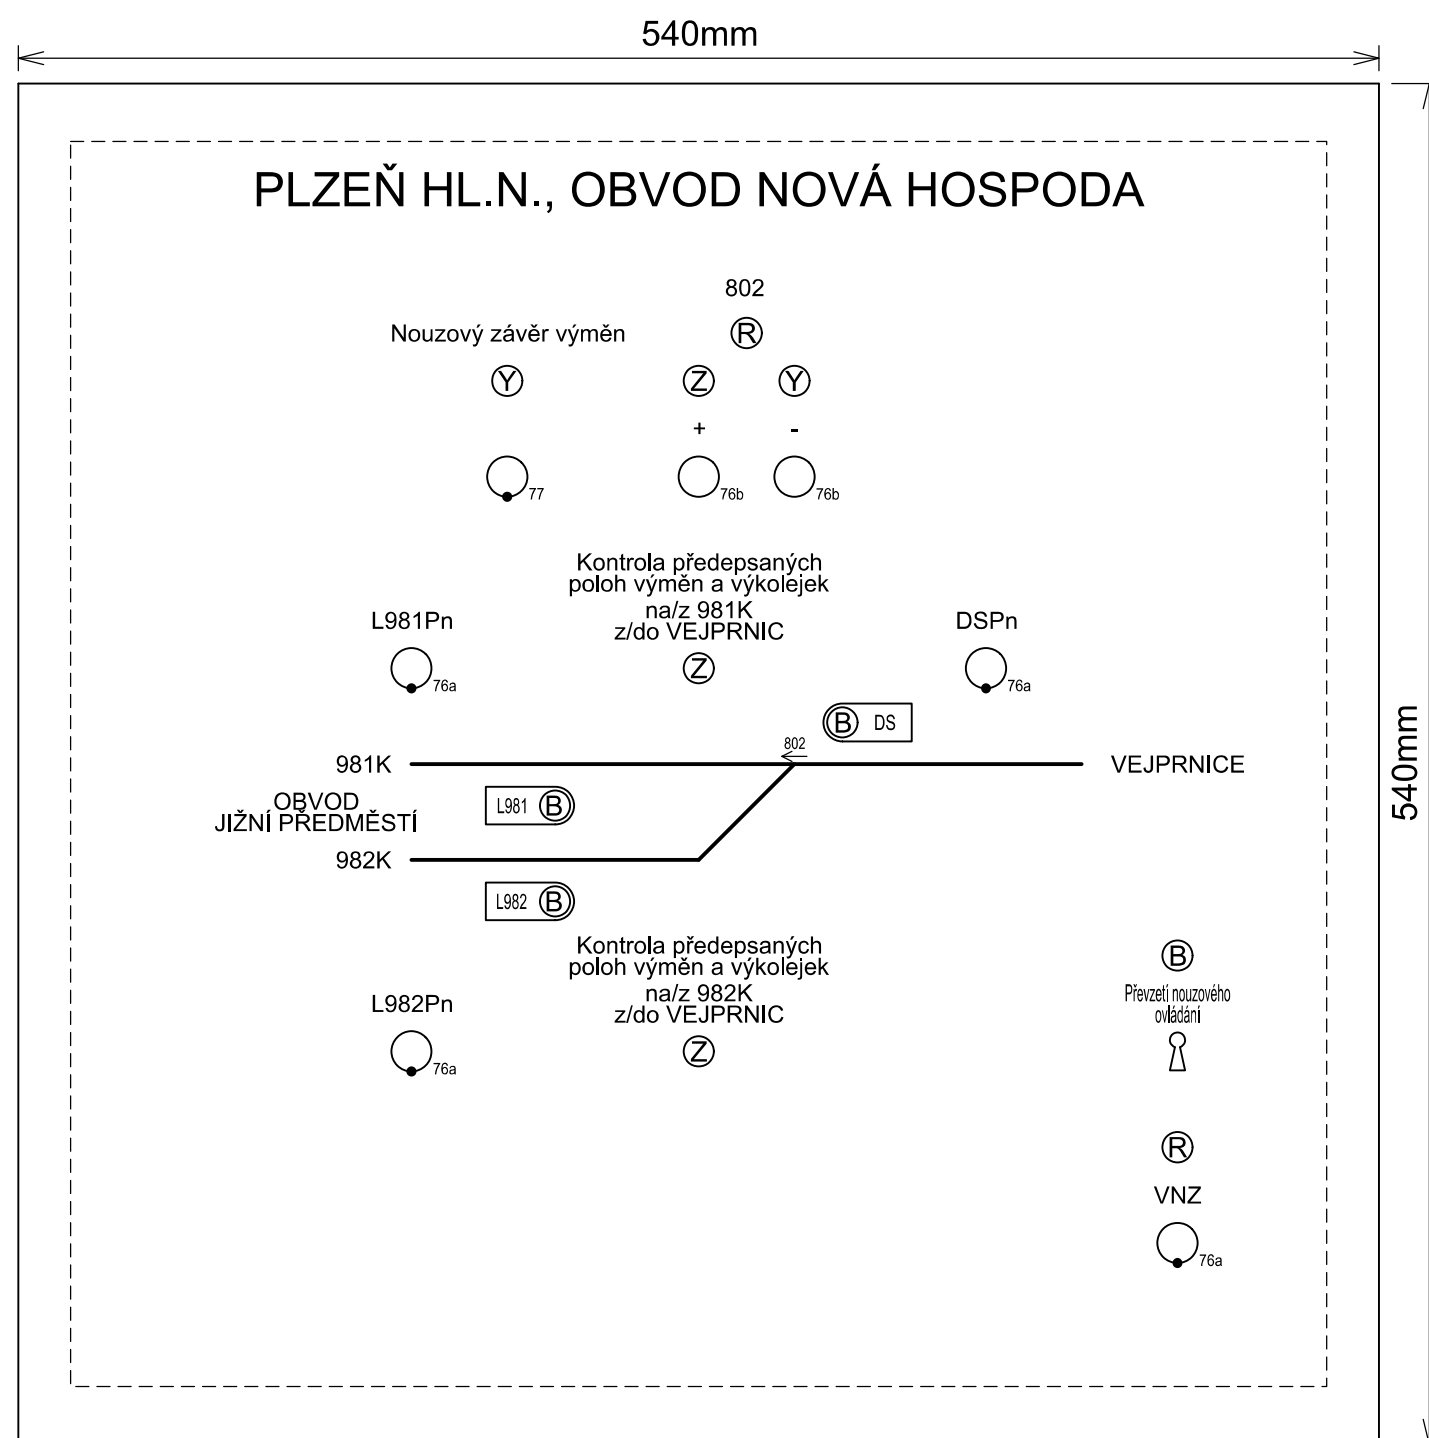 540mm
PLZEŇ HL.N., OBVOD NOVÁ HOSPODA
802
Nouzový závěr výměn
R
Y
Z
Y
+
-
77
76b
76b
Kontrola předepsaných
poloh výměn a výkolejek
na/z 981K
z/do VEJPRNIC
L981Pn
DSPn
Z
76a
76a
B DS
802
981K
VEJPRNICE
540mm
OBVOD
JIŽNÍ PŘEDMĚSTÍ
L981 B
982K
L982 B
Kontrola předepsaných
poloh výměn a výkolejek
na/z 982K
z/do VEJPRNIC
B
Převzetí nouzového
ovládání
L982Pn
Z
76a
R
VNZ
76a